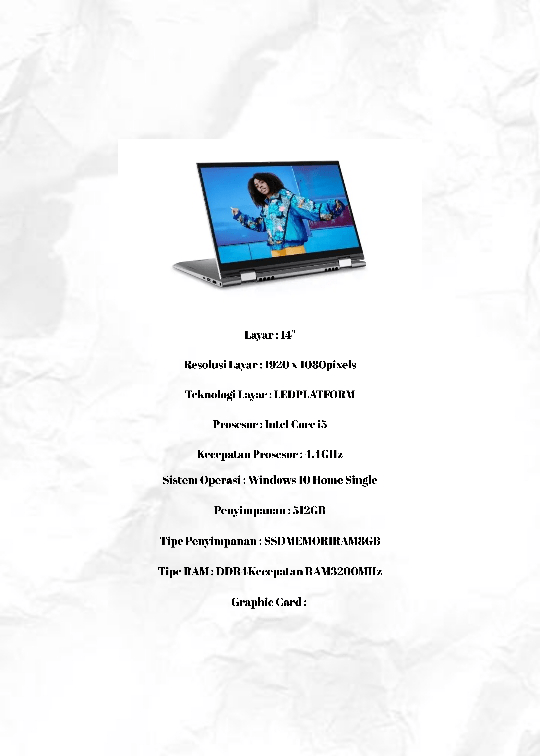 Layar : 14"
Resolusi Layar : 1920 x 1080pixels
Teknologi Layar : LEDPLATFORM
Prosesor : Intel Core i5
Kecepatan Prosesor : 4.4GHz
Sistem Operasi : Windows 10 Home Single
Penyimpanan : 512GB
Tipe Penyimpanan : SSDMEMORIRAM8GB
Tipe RAM : DDR4Kecepatan RAM3200MHz
Graphic Card :